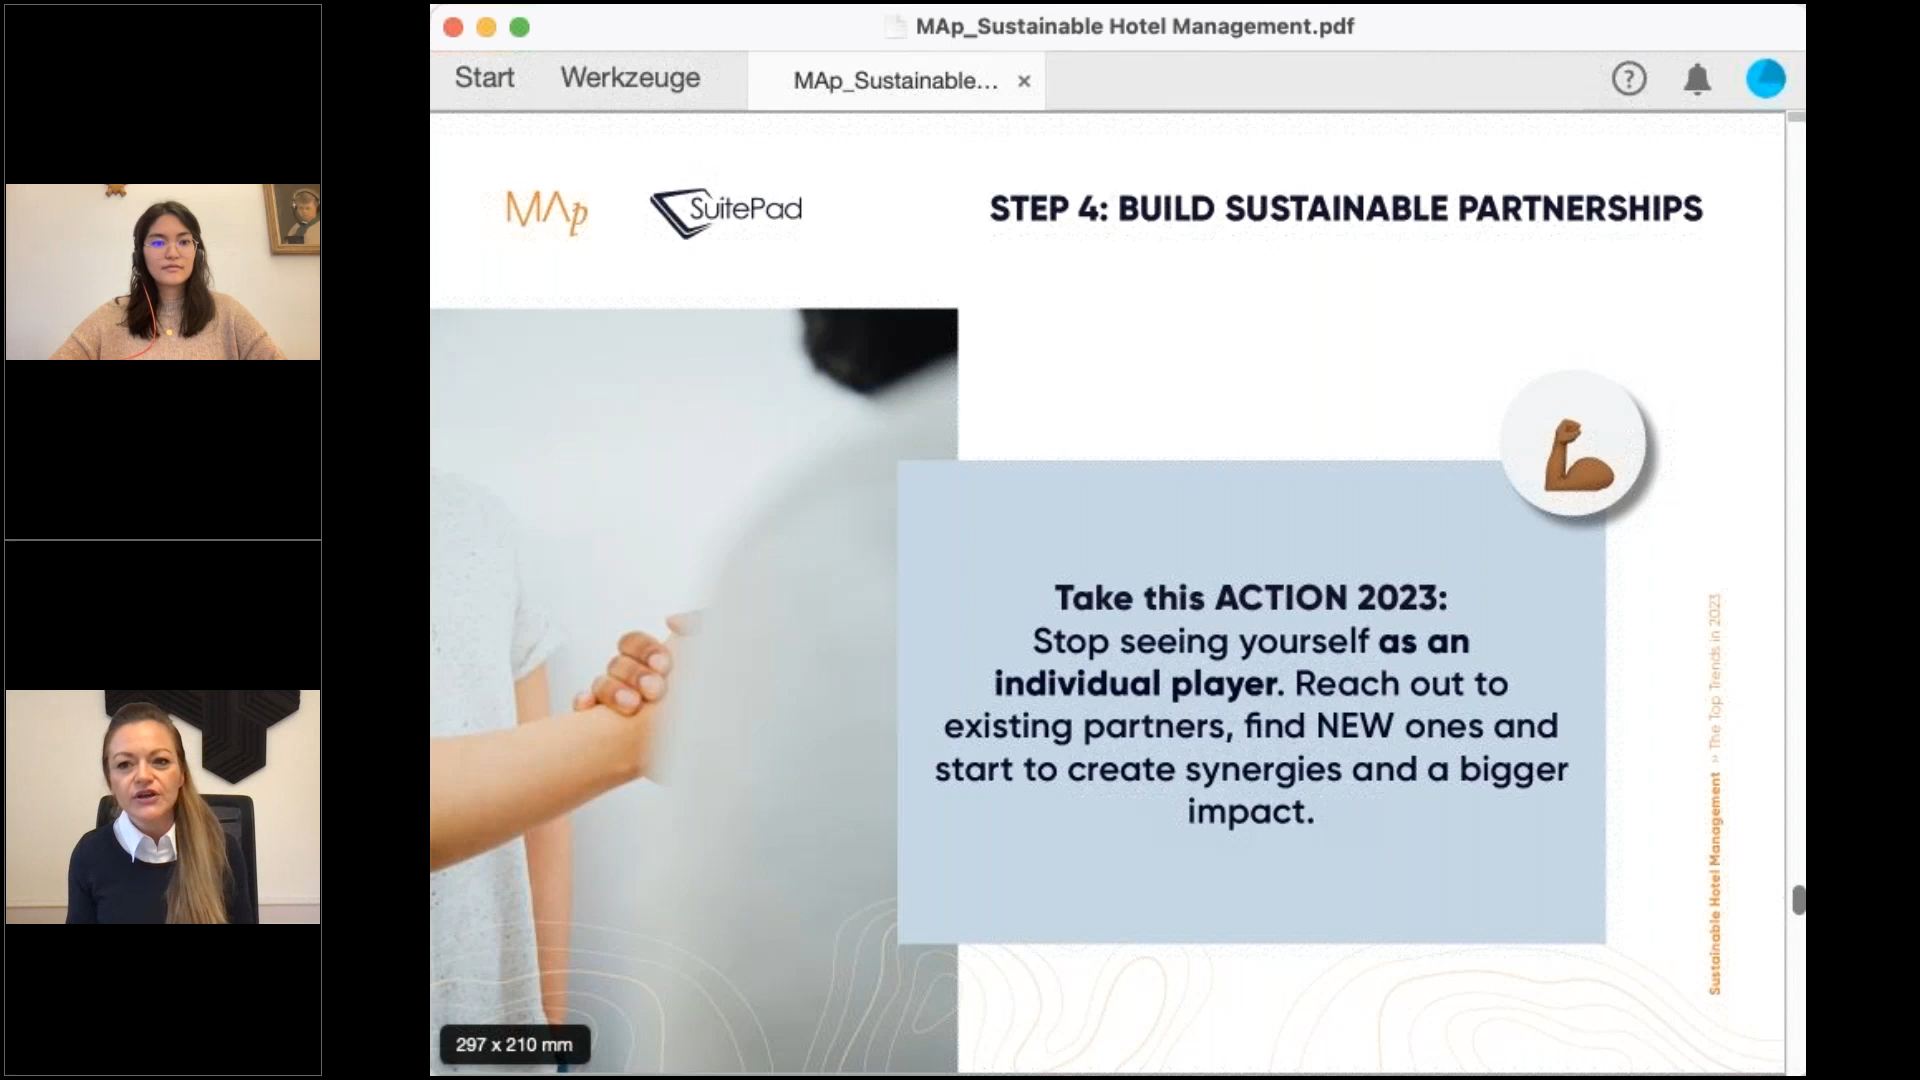 MAp_Sustainable Hotel Management.pdf
Start Werkzeuge MAp_Sustainable... ×
?
MAp SuitePad STEP 4: BUILD SUSTAINABLE PARTNERSHIPS
Take this ACTION 2023:
Stop seeing yourself as an
individual player. Reach out to
existing partners, find NEW ones and
start to create synergies and a bigger
impact.
Sustainable Hotel Management » The Top Trends in 2023
297 x 210 mm